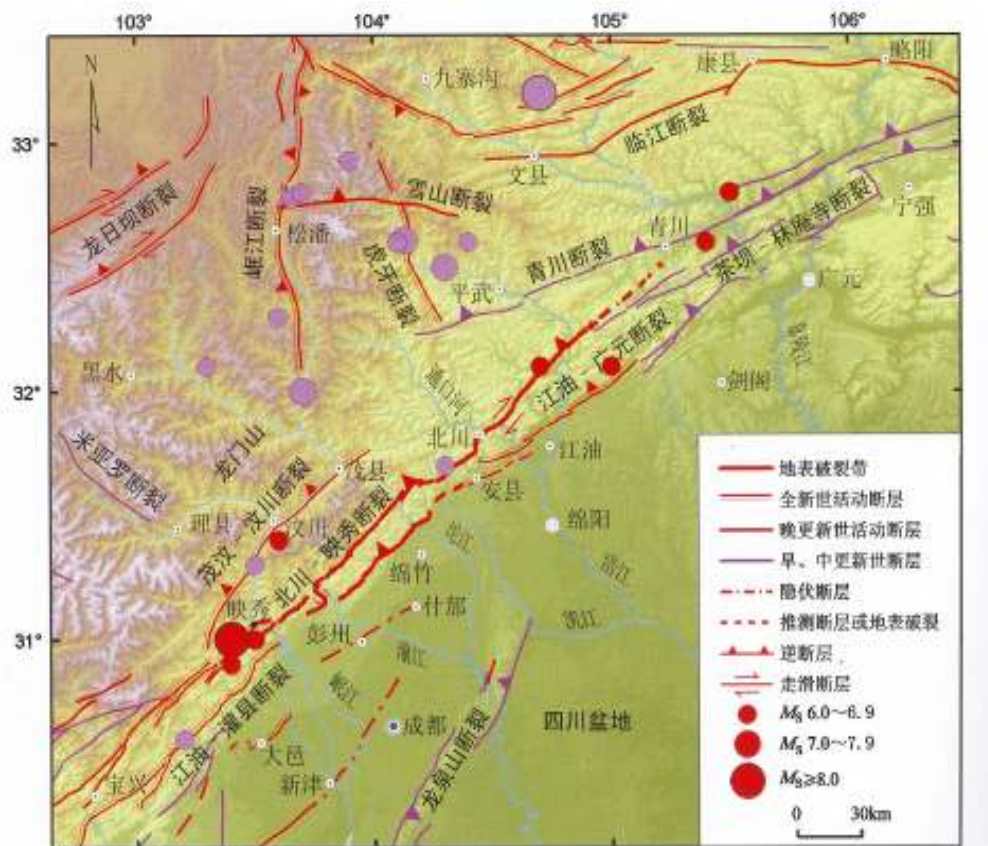 103°
104°
105°
106°
N
九寨沟
康县
略阳
33°
临江断裂
文县
雪山断裂
宁强
龙日坝断裂
岷江断裂
松潘
虎牙断裂
青川
青川断裂
茶坝－林庵寺断裂
平武
广元
32°
黑水
江油－广元断裂
剑阁
通口河
北川
江油
米亚罗断裂
龙门山
茂县
安县
茂汶－汶川断裂
汶川
理县
北川－映秀断裂
绵阳
绵竹
涪江
映秀
什邡
31°
彭州
岷江
成都
四川盆地
江油－灌县断裂
大邑
龙泉山断裂
宝兴
新津
地表破裂带
全新世活动断层
晚更新世活动断层
早、中更新世断层
隐伏断层
推测断层或地表破裂
逆断层
走滑断层
Ms 6.0～6.9
Ms 7.0～7.9
Ms≥8.0
0 30km